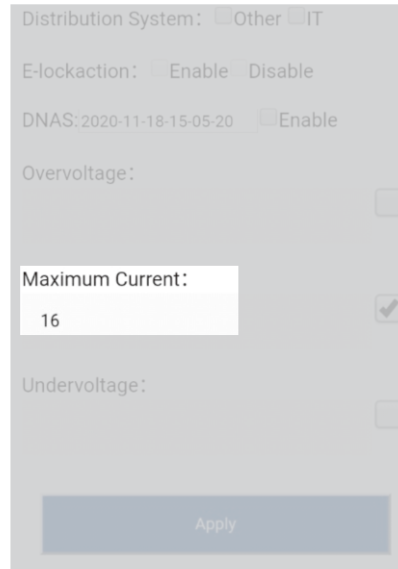 Distribution System: Other IT
E-lockaction: Enable Disable
DNAS: 2020-11-18-15-05-20 Enable
Overvoltage:
Maximum Current:
16
Undervoltage:
Apply